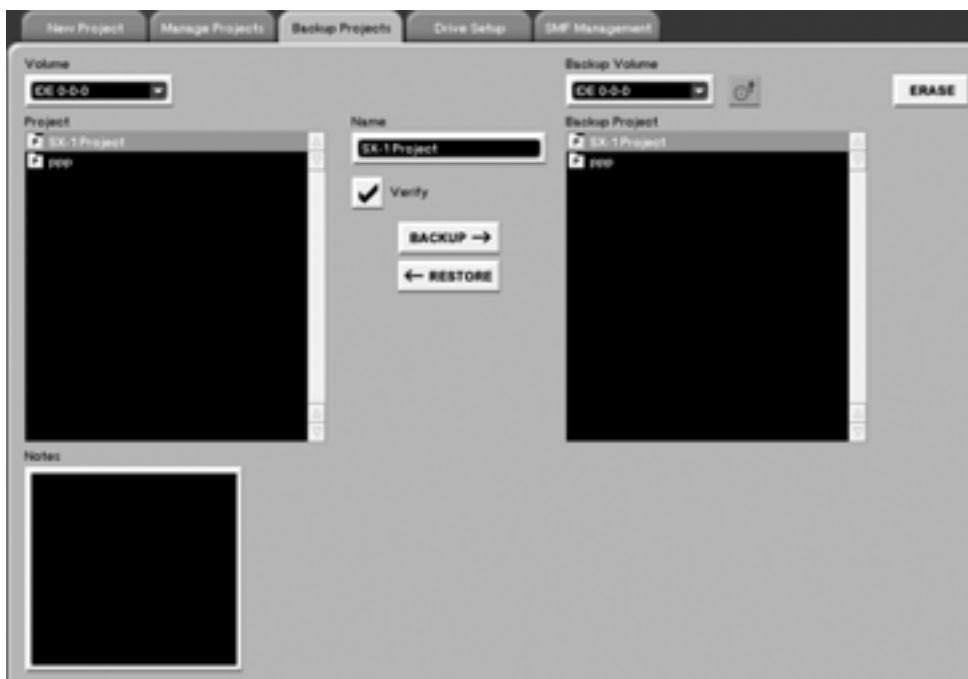 New Project Manage Projects Backup Projects Drive Setup SMF Management
Volume
IDE 0-0-0
Project
SX-1 Project
ppp
Name
SX-1 Project
Verify
BACKUP →
← RESTORE
Backup Volume
IDE 0-0-0
ERASE
Backup Project
SX-1 Project
ppp
Notes